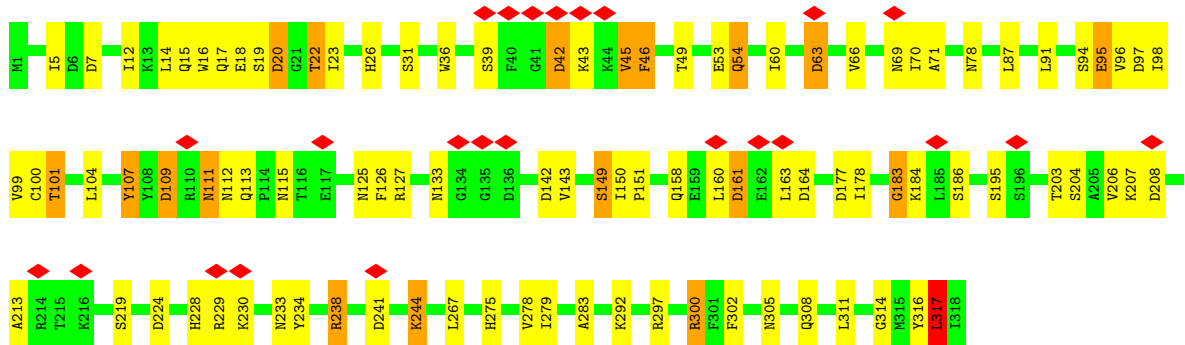 M1 I5 D6 D7 I12 K13 L14 Q15 W16 Q17 E18 S19 D20 G21 T22 I23 H26 S31 W36 S39 F40 G41 D42 K43 K44 V45 F46 T49 E53 Q54 I60 D63 V66 N69 I70 A71 N78 L87 L91 S94 E95 V96 D97 I98
V99 C100 T101 L104 Y107 Y108 D109 R110 N111 N112 Q113 P114 N115 T116 E117 N125 F126 R127 N133 G134 G135 D136 D142 V143 S149 I150 P151 Q158 E159 L160 D161 E162 L163 D164 D177 I178 G183 K184 L185 S186 S195 S196 T203 S204 A205 V206 K207 D208
A213 R214 T215 K216 S219 D224 H228 R229 K230 N233 Y234 R238 D241 K244 L267 H275 V278 I279 A283 K292 R297 R300 F301 F302 N305 Q308 L311 G314 M315 Y316 L317 I318